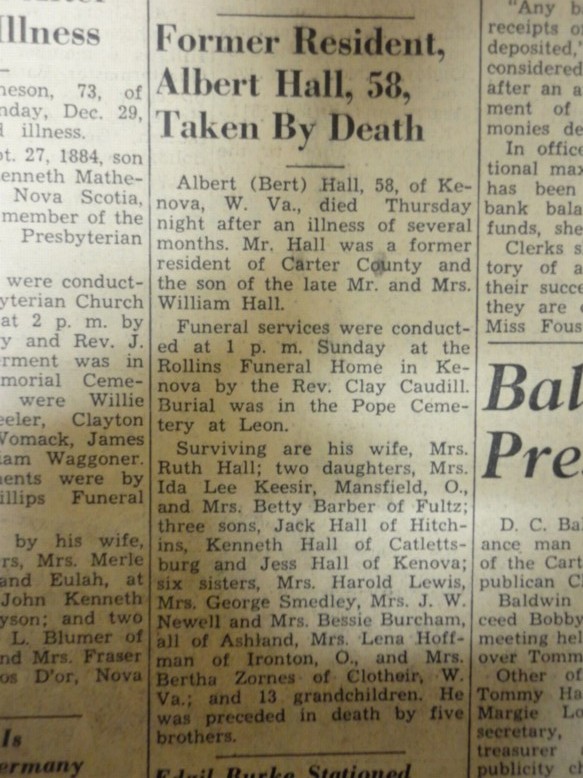 Illness
heson, 73, of
nday, Dec. 29,
illness.
pt. 27, 1884, son
enneth Mathe-
Nova Scotia,
member of the
Presbyterian
were conduct-
yterian Church
at 2 p. m. by
y and Rev. J.
erment was in
morial Ceme-
were Willie
eeler, Clayton
Womack, James
iam Waggoner.
ments were by
illips Funeral
by his wife,
rs, Mrs. Merle
and Eulah, at
John Kenneth
yson; and two
L. Blumer of
nd Mrs. Fraser
os D'or, Nova
Is
ermany
Former Resident,
Albert Hall, 58,
Taken By Death
Albert (Bert) Hall, 58, of Ke-
nova, W. Va., died Thursday
night after an illness of several
months. Mr. Hall was a former
resident of Carter County and
the son of the late Mr. and Mrs.
William Hall.
Funeral services were conduct-
ed at 1 p. m. Sunday at the
Rollins Funeral Home in Ke-
nova by the Rev. Clay Caudill.
Burial was in the Pope Ceme-
tery at Leon.
Surviving are his wife, Mrs.
Ruth Hall; two daughters, Mrs.
Ida Lee Keesir, Mansfield, O.,
and Mrs. Betty Barber of Fultz;
three sons, Jack Hall of Hitch-
ins, Kenneth Hall of Catletts-
burg and Jess Hall of Kenova;
six sisters, Mrs. Harold Lewis,
Mrs. George Smedley, Mrs. J. W.
Newell and Mrs. Bessie Burcham,
all of Ashland, Mrs. Lena Hoff-
man of Ironton, O., and Mrs.
Bertha Zornes of Clotheir, W.
Va.; and 13 grandchildren. He
was preceded in death by five
brothers.
Burke Stationed
"Any b
receipts o
deposited,"
considered
after an a
ment of
monies de
In office
tional max
has been
bank bala
funds, she
Clerks s
tory of a
their succe
they are
Miss Fous
Bal
Pre
D. C. Ba
ance man
of the Cart
publican C
Baldwin
ceed Bobby
meeting hel
over Tomm
Other of
Tommy Ha
Margie Lo
secretary,
treasurer
publicity c